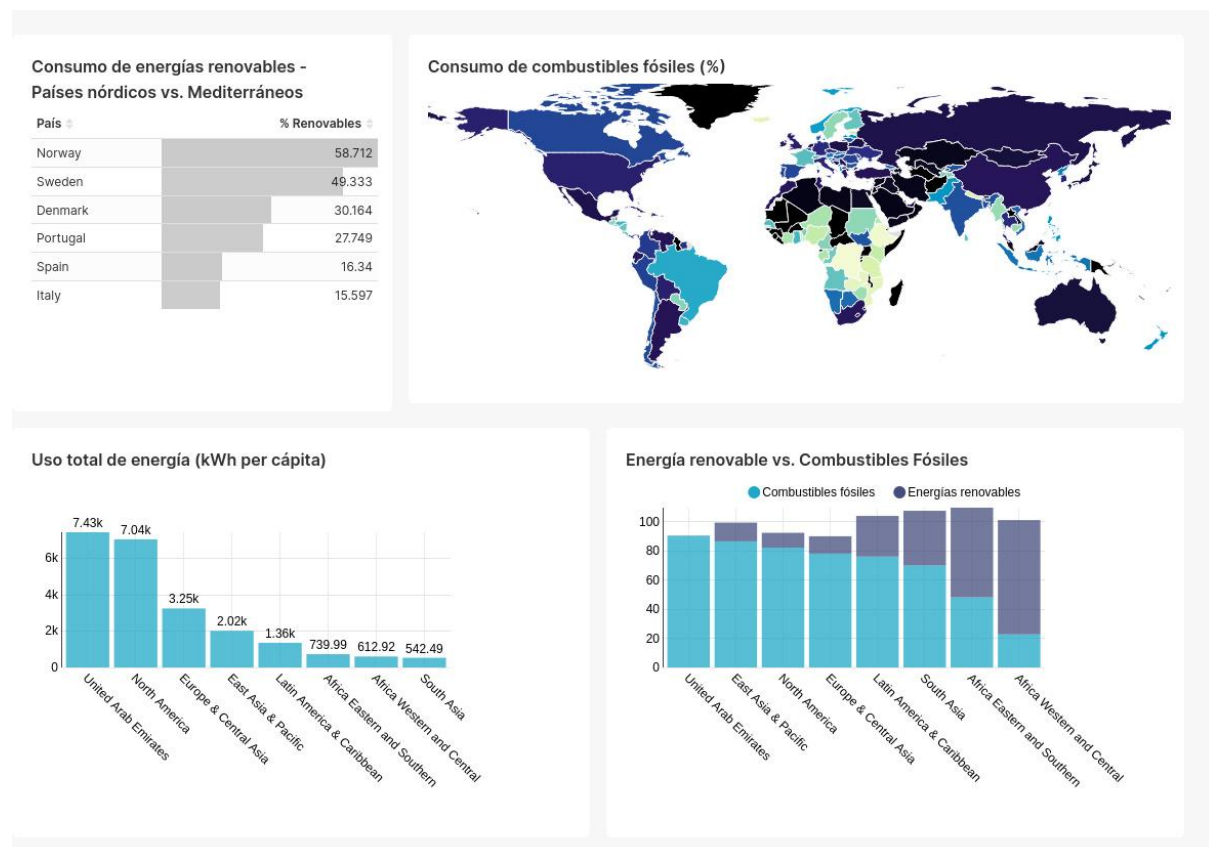 Consumo de energías renovables -
Países nórdicos vs. Mediterráneos
País % Renovables
Norway 58.712
Sweden 49.333
Denmark 30.164
Portugal 27.749
Spain 16.34
Italy 15.597
Consumo de combustibles fósiles (%)
Uso total de energía (kWh per cápita)
7.43k
7.04k
3.25k
2.02k
1.36k
739.99
612.92
542.49
6k
4k
2k
0
United Arab Emirates
North America
Europe & Central Asia
East Asia & Pacific
Latin America & Caribbean
Africa Eastern and Southern
Africa Western and Central
South Asia
Energía renovable vs. Combustibles Fósiles
Combustibles fósiles Energías renovables
100
80
60
40
20
0
United Arab Emirates
East Asia & Pacific
North America
Europe & Central Asia
Latin America & Caribbean
South Asia
Africa Eastern and Southern
Africa Western and Central